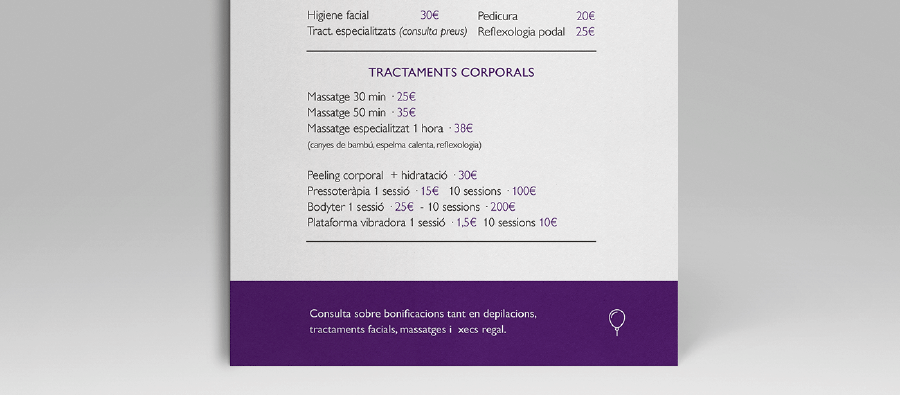 Higiene facial 30€ Pedicura 20€
Tract. especialitzats (consulta preus) Reflexologia podal 25€
TRACTAMENTS CORPORALS
Massatge 30 min · 25€
Massatge 50 min · 35€
Massatge especialitzat 1 hora · 38€
(canyes de bambú, espelma calenta, reflexologia)
Peeling corporal + hidratació · 30€
Pressoteràpia 1 sessió · 15€ 10 sessions · 100€
Bodyter 1 sessió · 25€ - 10 sessions · 200€
Plataforma vibradora 1 sessió · 1,5€ 10 sessions 10€
Consulta sobre bonificacions tant en depilacions,
tractaments facials, massatges i xecs regal.